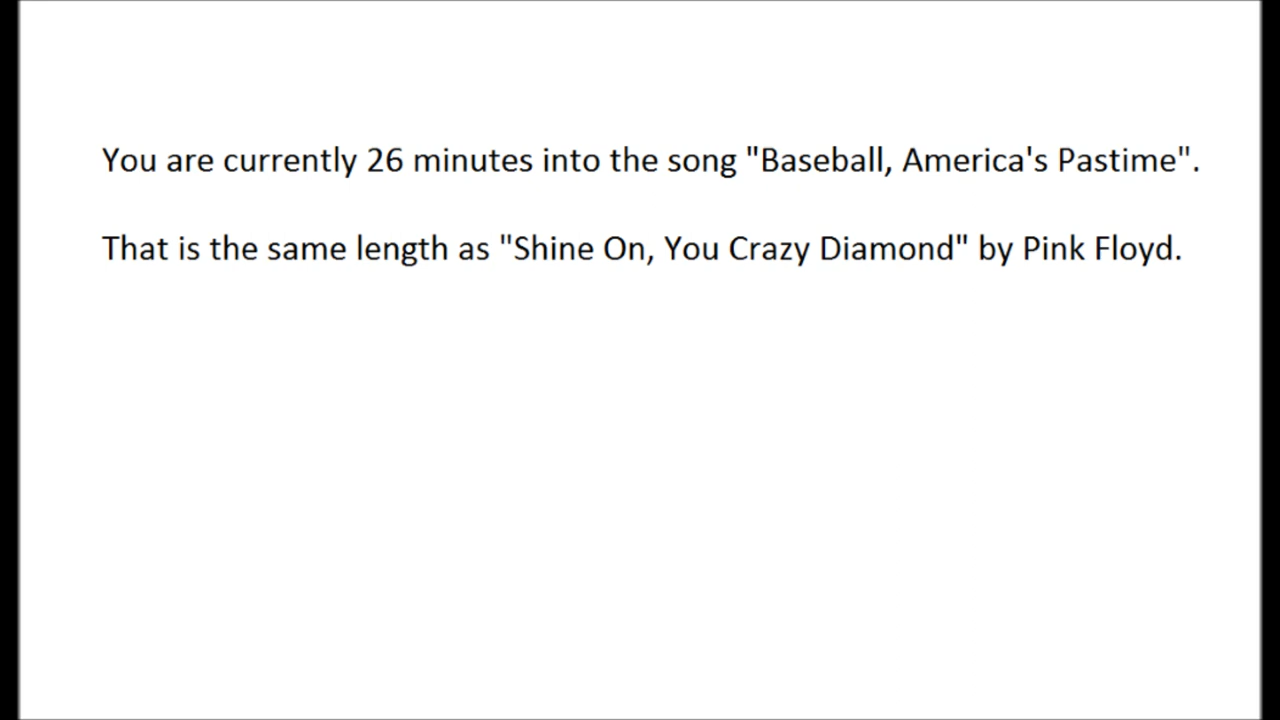 You are currently 26 minutes into the song "Baseball, America's Pastime".
That is the same length as "Shine On, You Crazy Diamond" by Pink Floyd.